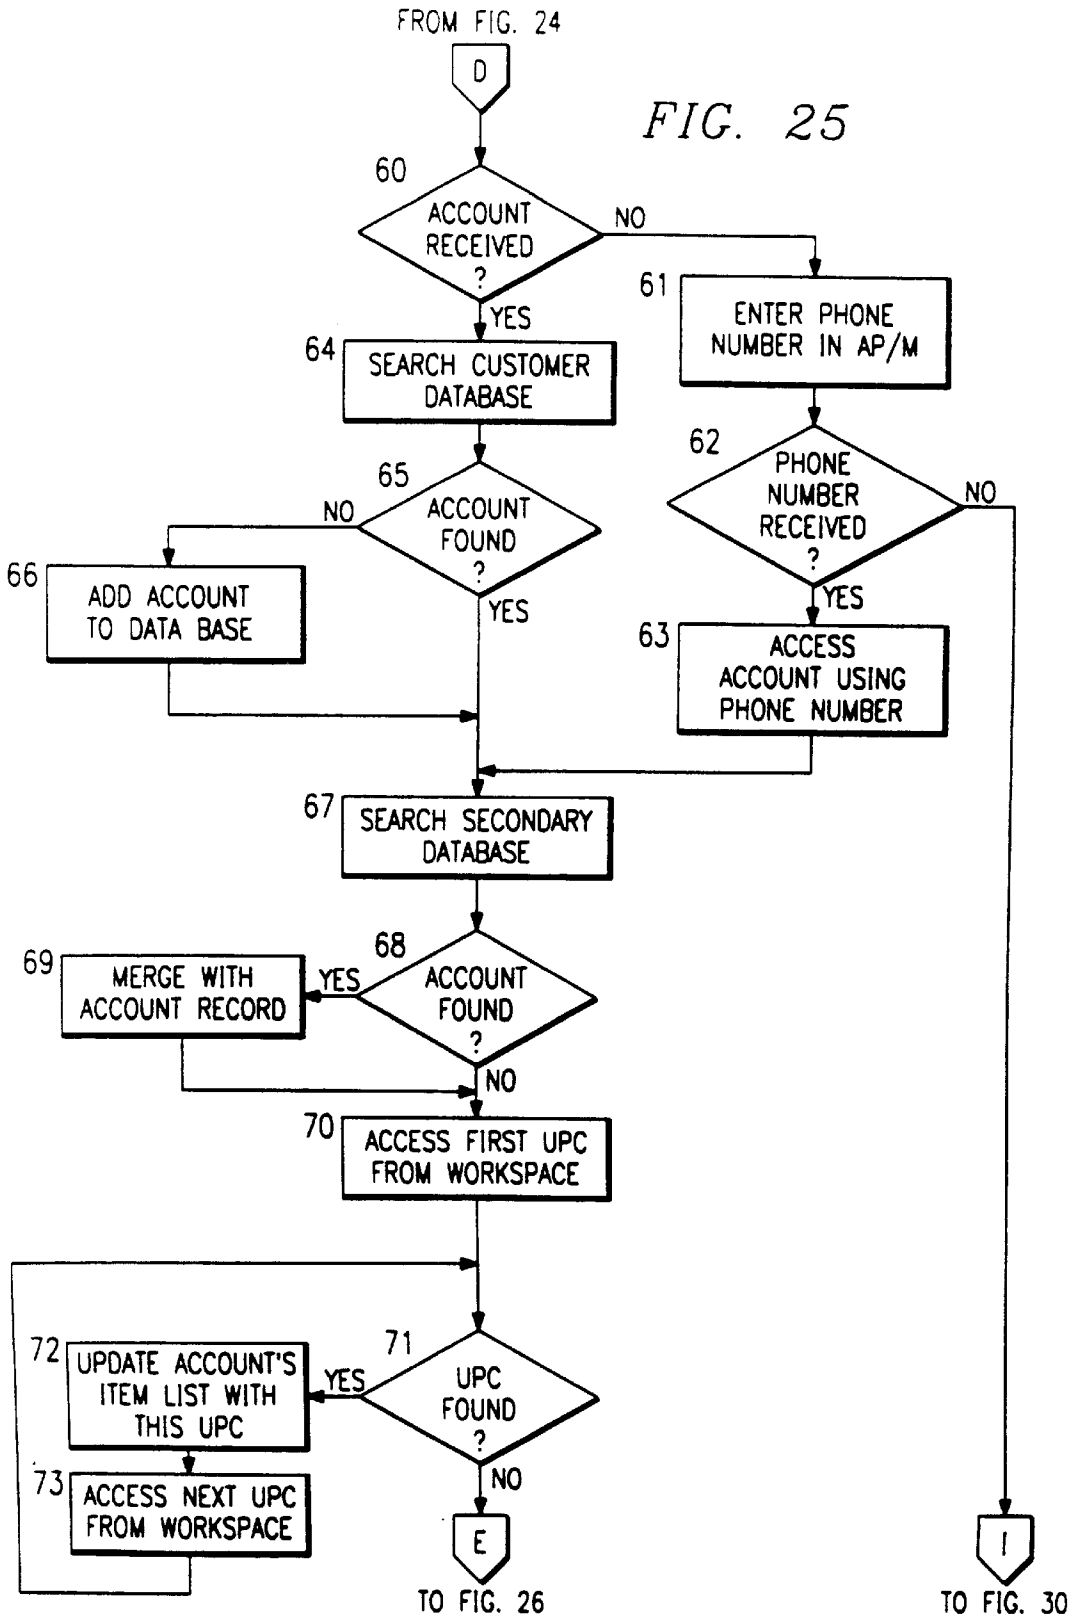 FROM FIG. 24
D
FIG. 25
60
ACCOUNT
RECEIVED
?
NO
YES
61
ENTER PHONE
NUMBER IN AP/M
64
SEARCH CUSTOMER
DATABASE
62
PHONE
NUMBER
RECEIVED
?
NO
YES
65
ACCOUNT
FOUND
?
NO
YES
66
ADD ACCOUNT
TO DATA BASE
63
ACCESS
ACCOUNT USING
PHONE NUMBER
67
SEARCH SECONDARY
DATABASE
68
ACCOUNT
FOUND
?
YES
NO
69
MERGE WITH
ACCOUNT RECORD
70
ACCESS FIRST UPC
FROM WORKSPACE
71
UPC
FOUND
?
YES
NO
72
UPDATE ACCOUNT'S
ITEM LIST WITH
THIS UPC
73
ACCESS NEXT UPC
FROM WORKSPACE
E
TO FIG. 26
I
TO FIG. 30